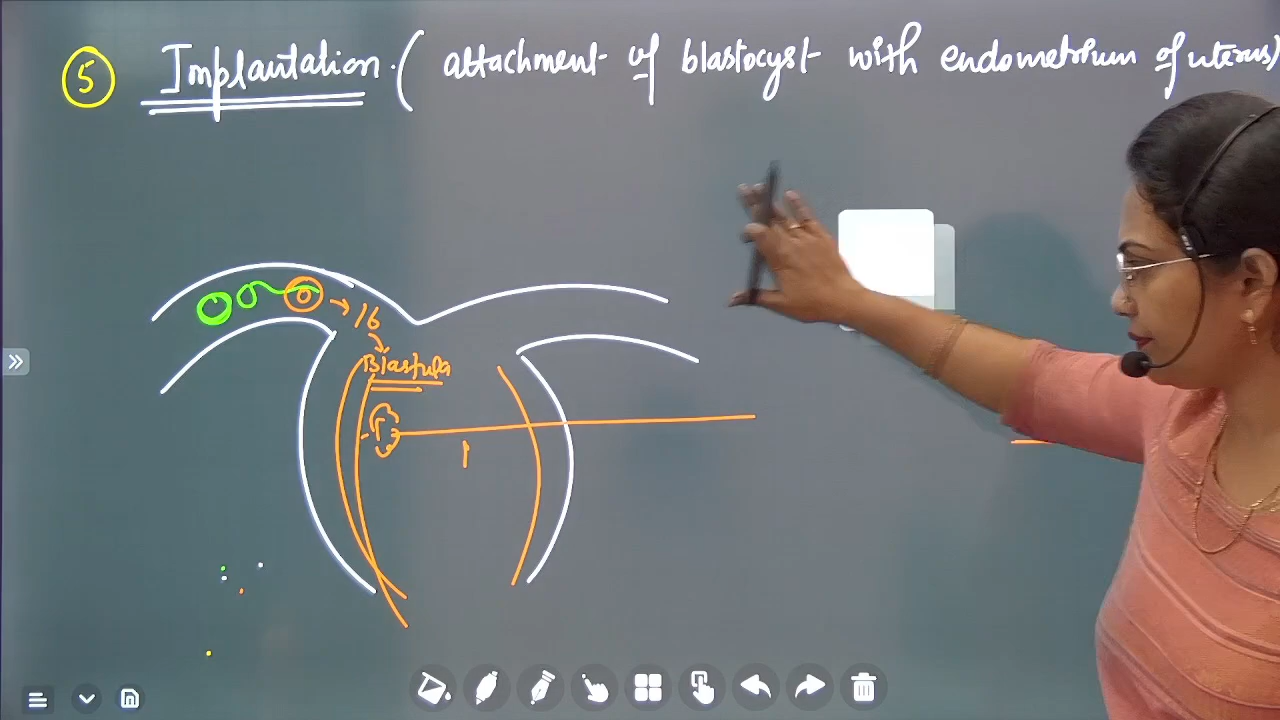 5 Implantation. (attachment of blastocyst with endometrium of uterus)
16
Blastula